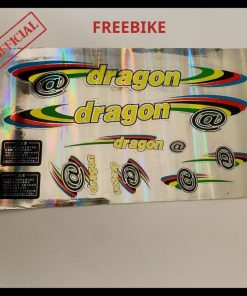 FREEBIKE
OFFICIAL
dragon
@ dragon
dragon @
@ dragon
dragon @
@
@